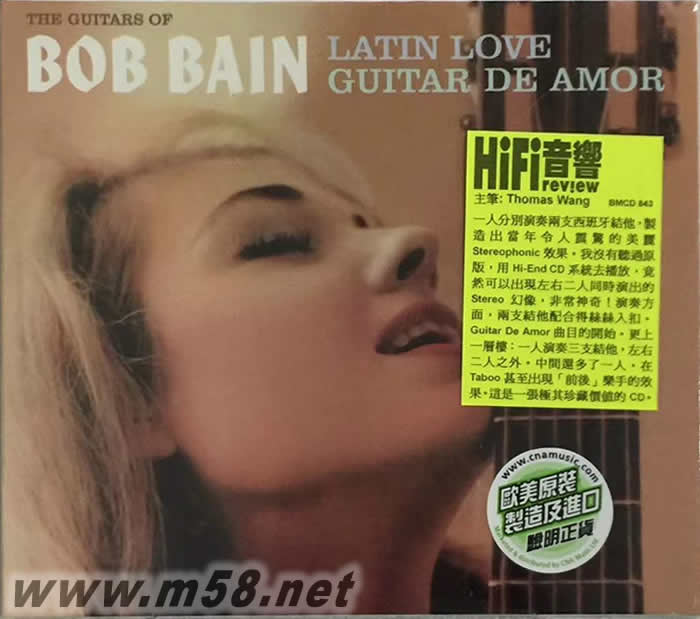 THE GUITARS OF
BOB BAIN
LATIN LOVE
GUITAR DE AMOR
HiFi音響
review
主筆: Thomas Wang
BMCD 843
一人分別演奏兩支西班牙結他，製
造出當年令人震驚的美麗
Stereophonic 效果。我沒有聽過原
版，用 Hi-End CD 系統去播放，竟
然可以出現左右二人同時演出的
Stereo 幻像，非常神奇！演奏方
面，兩支結他配合得絲絲入扣。
Guitar De Amor 曲目的開始。更上
一層樓：一人演奏三支結他，左右
二人之外。中間還多了一人，在
Taboo 甚至出現「前後」樂手的效
果。這是一張極其珍藏價值的 CD。
www.cnamusic.com
歐美原裝
製造及進口
證明正貨
& distributed by
www.m58.net